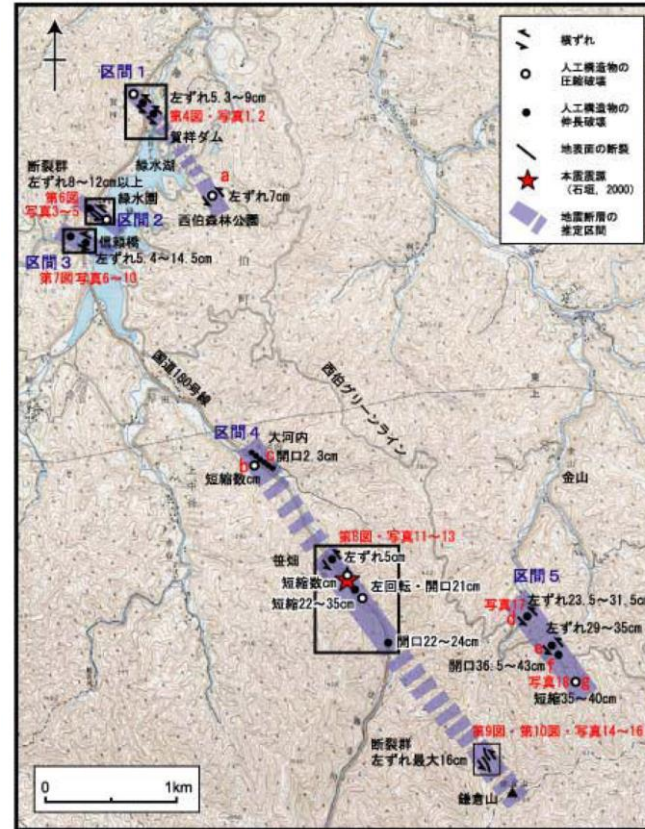 区間1
左ずれ5.3〜9cm
第4図・写真1,2
賀祥ダム
緑水湖
a
左ずれ7cm
西伯森林公園
断裂群
左ずれ8〜12cm以上
第6図
写真3〜5
緑水園
区間2
信頼橋
区間3
左ずれ5.4〜14.5cm
第7図写真6〜10
伯
町
国道180号線
西伯グリーンライン
東
上
金山
区間4
大河内
c
開口2.3cm
b
短縮数cm
第8図・写真11〜13
笹畑
左ずれ5cm
短縮数cm
左回転・開口21cm
短縮22〜35cm
開口22〜24cm
区間5
写真17
左ずれ23.5〜31.5cm
d
左ずれ29〜35cm
e
開口36.5〜43cm
f
写真18
g
短縮35〜40cm
第9図・第10図・写真14〜16
断裂群
左ずれ最大16cm
鎌倉山
0
1km
横ずれ
人工構造物の
圧縮破壊
人工構造物の
伸長破壊
地表面の断裂
本震震源
(石垣, 2000)
地震断層の
推定区間